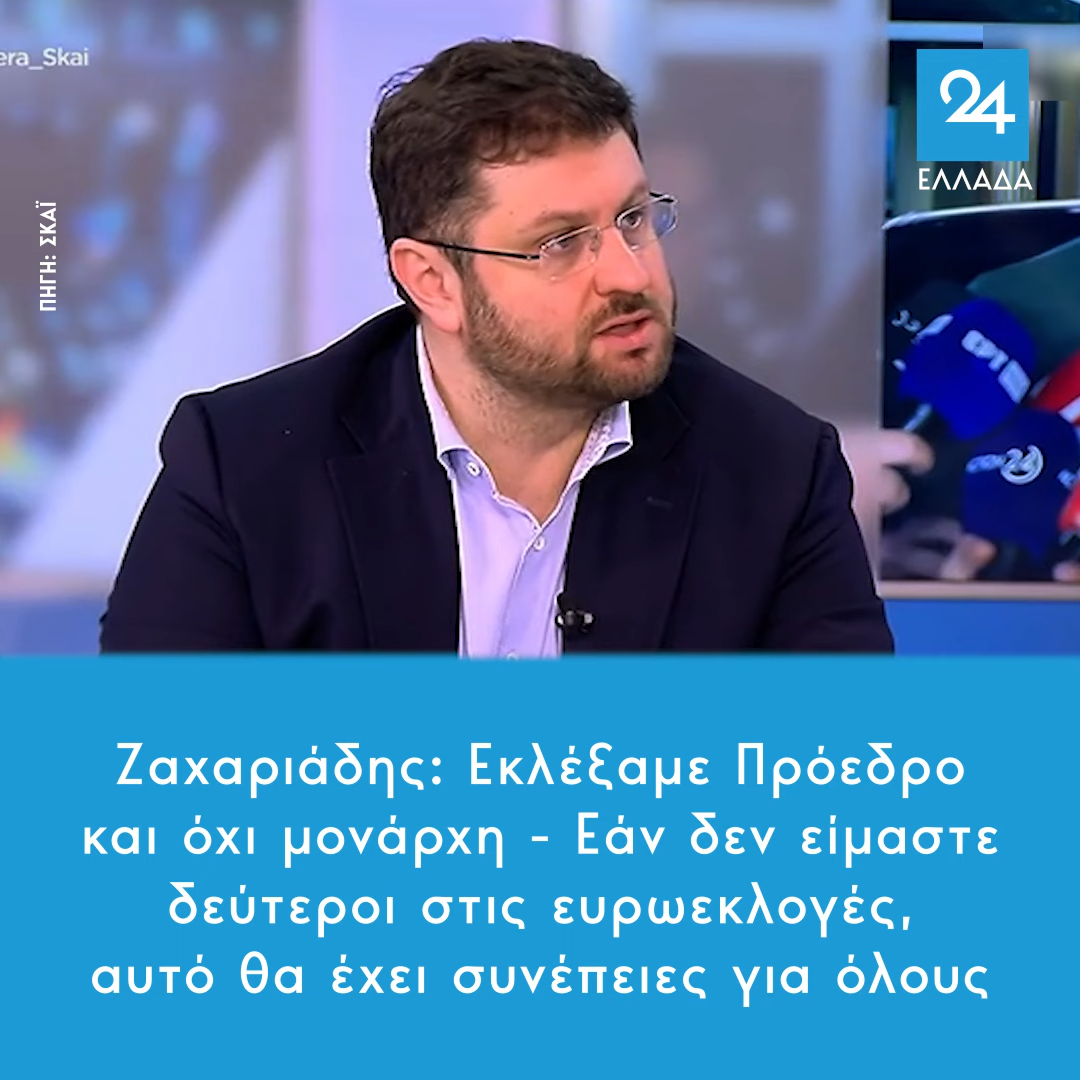 era_Skai
24
ΕΛΛΑΔΑ
ΠΗΓΗ: ΣΚΑΪ
Ζαχαριάδης: Εκλέξαμε Πρόεδρο
και όχι μονάρχη - Εάν δεν είμαστε
δεύτεροι στις ευρωεκλογές,
αυτό θα έχει συνέπειες για όλους